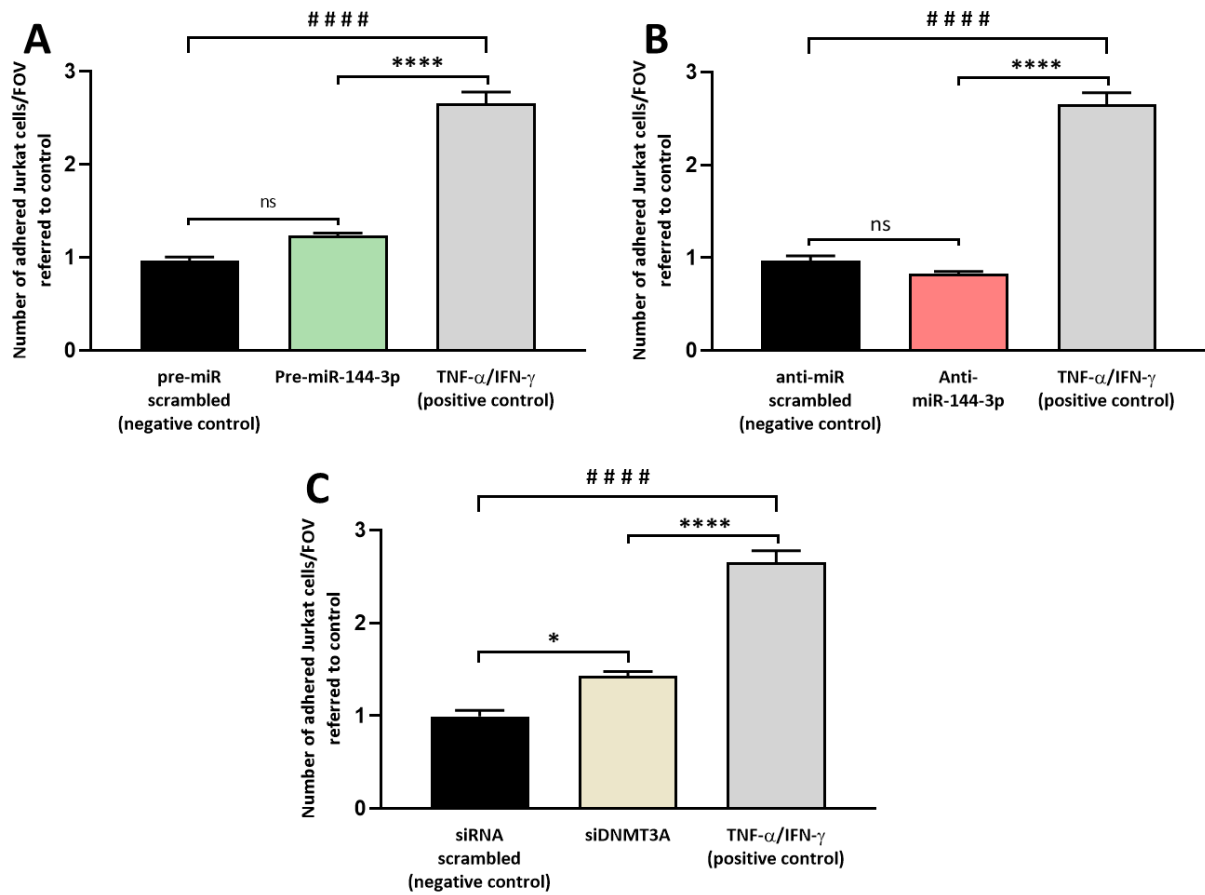 A
# # # #
****
ns
Number of adhered Jurkat cells/FOV
referred to control
3
2
1
0
pre-miR
scrambled
(negative control)
Pre-miR-144-3p
TNF-α/IFN-γ
(positive control)
B
# # # #
****
ns
Number of adhered Jurkat cells/FOV
referred to control
3
2
1
0
anti-miR
scrambled
(negative control)
Anti-
miR-144-3p
TNF-α/IFN-γ
(positive control)
C
# # # #
****
*
Number of adhered Jurkat cells/FOV
referred to control
3
2
1
0
siRNA
scrambled
(negative control)
siDNMT3A
TNF-α/IFN-γ
(positive control)